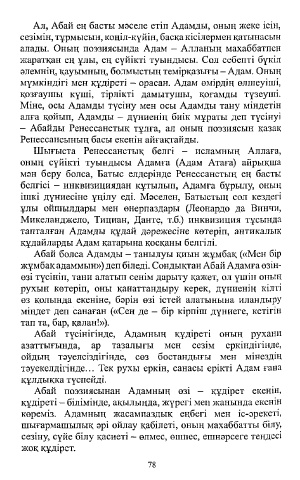 Ал, Абай ең басты мәселе етіп Адамды, оның жеке ісін,
сезімін, тұрмысын, көңіл-күйін, басқа кісілермен қатынасын
алады. Оның поэзиясында Адам – Алланың махаббатпен
жаратқан ең ұлы, ең сүйікті туындысы. Сол себепті бүкіл
әлемнің, қауымның, болмыстың темірқазығы – Адам. Оның
мүмкіндігі мен құдіреті – орасан. Адам өмірдің өлшеуіші,
қозғаушы күші, тірлікті дамытушы, қоғамды түзеуші.
Міне, осы Адамды түсіну мен осы Адамды тану міндетін
алға қойып, Адамды – дүниенің биік мұраты деп түсінуі
– Абайды Ренессанстық тұлға, ал оның поэзиясын қазақ
Ренессансының басы екенін айғақтайды.
Шығыста Ренессанстық белгі – исламның Аллаға,
оның сүйікті туындысы Адамға (Адам Атаға) айрықша
мән беру болса, Батыс елдерінде Ренессанстың ең басты
белгісі – инквизициядан құтылып, Адамға бұрылу, оның
ішкі дүниесіне үңілу еді. Мәселен, Батыстың сол кездегі
ұлы ойшылдары мен өнерпаздары (Леонардо да Винчи,
Микеланджело, Тициан, Данте т.б.) инквизиция тұсында
тапталған Адамды құдай дәрежесіне көтеріп, антикалық
құдайларды Адам қатарына қосқаны белгілі.
Абай болса Адамды – танылуы қиын жұмбақ («Мен бір
жұмбақ адаммын») деп біледі. Сондықтан Абай Адамға өзін-
өзі түсініп, тани алатын сенім дарыту қажет, ол үшін оның
рухын көтеріп, оны қанаттандыру керек, дүниенің кілті
өз қолында екеніне, бәрін өзі істей алатынына иландыру
міндет деп санаған («Сен де – бір кірпіш дүниеге, кетігін
тап та, бар, қалан!»).
Абай түсінігінде, Адамның құдіреті оның рухани
азаттығында, ар тазалығы мен сезім еркіндігінде,
ойдың тәуелсіздігінде, сөз бостандығы мен мінездің
тәуекелдігінде... Тек рухы еркін, санасы ерікті Адам ғана
құлдыққа түспейді.
Абай поэзиясынан Адамның өзі – құдірет екенін,
құдіреті – білімінде, ақылында, жүрегі мен жанында екенін
көреміз. Адамның жасампаздық еңбегі мен іс-әрекеті,
шығармашылық әрі ойлау қабілеті, оның махаббатты білу,
сезіну, сүйе білу қасиеті – өлмес, өшпес, ешнәрсеге теңдесі
жоқ құдірет.
78